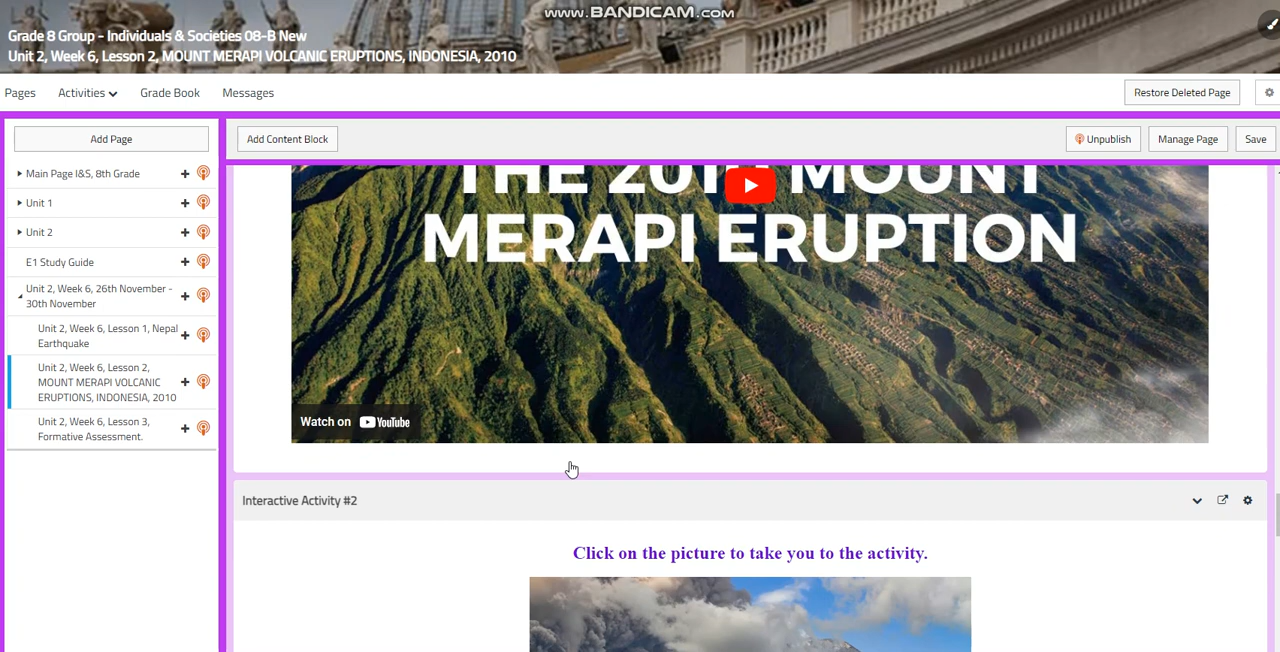 www.BANDICAM.com
Grade 8 Group - Individuals & Societies 08-B New
Unit 2, Week 6, Lesson 2, MOUNT MERAPI VOLCANIC ERUPTIONS, INDONESIA, 2010
Pages
Activities
Grade Book
Messages
Restore Deleted Page
Add Page
Add Content Block
Unpublish
Manage Page
Save
Main Page I&S, 8th Grade
Unit 1
Unit 2
E1 Study Guide
Unit 2, Week 6, 26th November -
30th November
Unit 2, Week 6, Lesson 1, Nepal
Earthquake
Unit 2, Week 6, Lesson 2,
MOUNT MERAPI VOLCANIC
ERUPTIONS, INDONESIA, 2010
Unit 2, Week 6, Lesson 3,
Formative Assessment.
THE 201 MOUNT
MERAPI ERUPTION
Watch on YouTube
Interactive Activity #2
Click on the picture to take you to the activity.